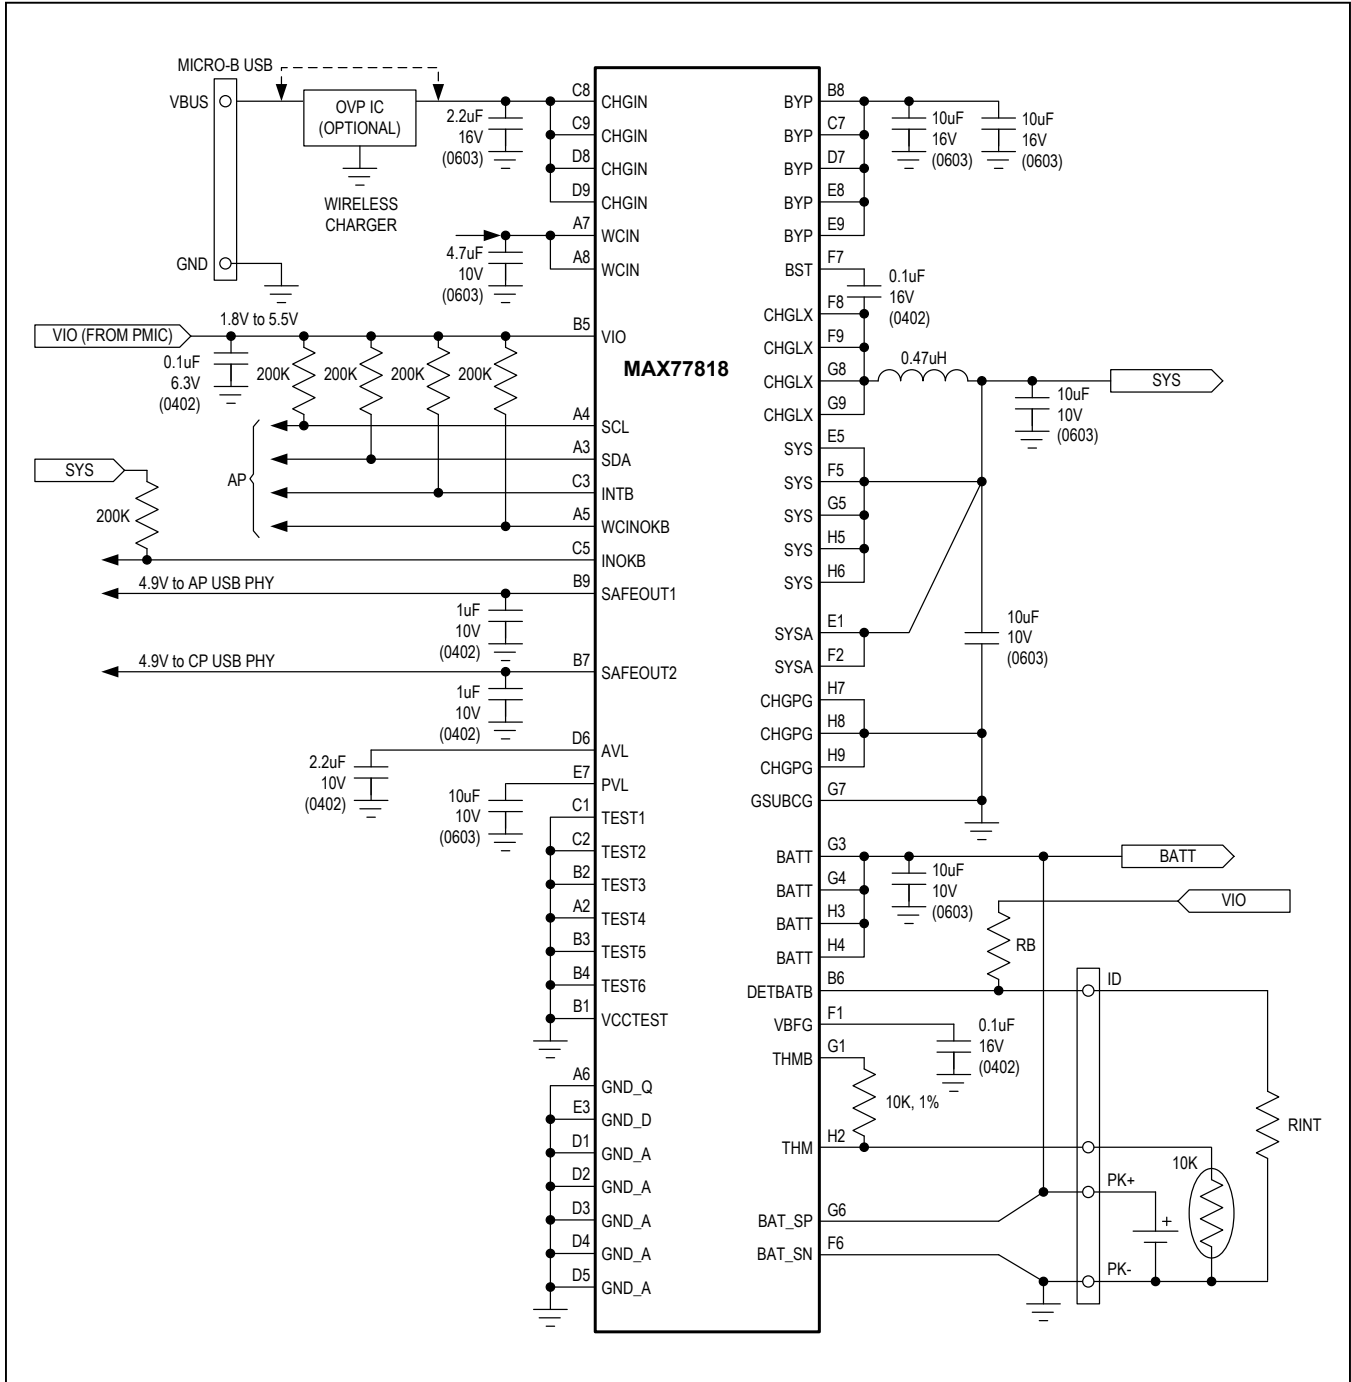 MICRO-B USB
VBUS
OVP IC
(OPTIONAL)
WIRELESS
CHARGER
GND
2.2uF
16V
(0603)
C8
CHGIN
C9
CHGIN
D8
CHGIN
D9
CHGIN
A7
WCIN
A8
WCIN
4.7uF
10V
(0603)
VIO (FROM PMIC)
1.8V to 5.5V
B5
VIO
0.1uF
6.3V
(0402)
200K
200K
200K
200K
A4
SCL
A3
SDA
C3
INTB
A5
WCINOKB
AP
SYS
200K
C5
INOKB
4.9V to AP USB PHY
B9
SAFEOUT1
1uF
10V
(0402)
4.9V to CP USB PHY
B7
SAFEOUT2
1uF
10V
(0402)
D6
AVL
2.2uF
10V
(0402)
E7
PVL
10uF
10V
(0603)
C1
TEST1
C2
TEST2
B2
TEST3
A2
TEST4
B3
TEST5
B4
TEST6
B1
VCCTEST
A6
GND_Q
E3
GND_D
D1
GND_A
D2
GND_A
D3
GND_A
D4
GND_A
D5
GND_A
MAX77818
BYP
B8
BYP
C7
BYP
D7
BYP
E8
BYP
E9
10uF
16V
(0603)
10uF
16V
(0603)
BST
F7
0.1uF
16V
(0402)
CHGLX
F8
CHGLX
F9
CHGLX
G8
CHGLX
G9
0.47uH
SYS
10uF
10V
(0603)
SYS
E5
SYS
F5
SYS
G5
SYS
H5
SYS
H6
SYSA
E1
SYSA
F2
10uF
10V
(0603)
CHGPG
H7
CHGPG
H8
CHGPG
H9
GSUBCG
G7
BATT
G3
BATT
G4
BATT
H3
BATT
H4
10uF
10V
(0603)
BATT
VIO
RB
DETBATB
B6
ID
VBFG
F1
0.1uF
16V
(0402)
THMB
G1
10K, 1%
THM
H2
10K
RINT
PK+
+
BAT_SP
G6
BAT_SN
F6
PK-